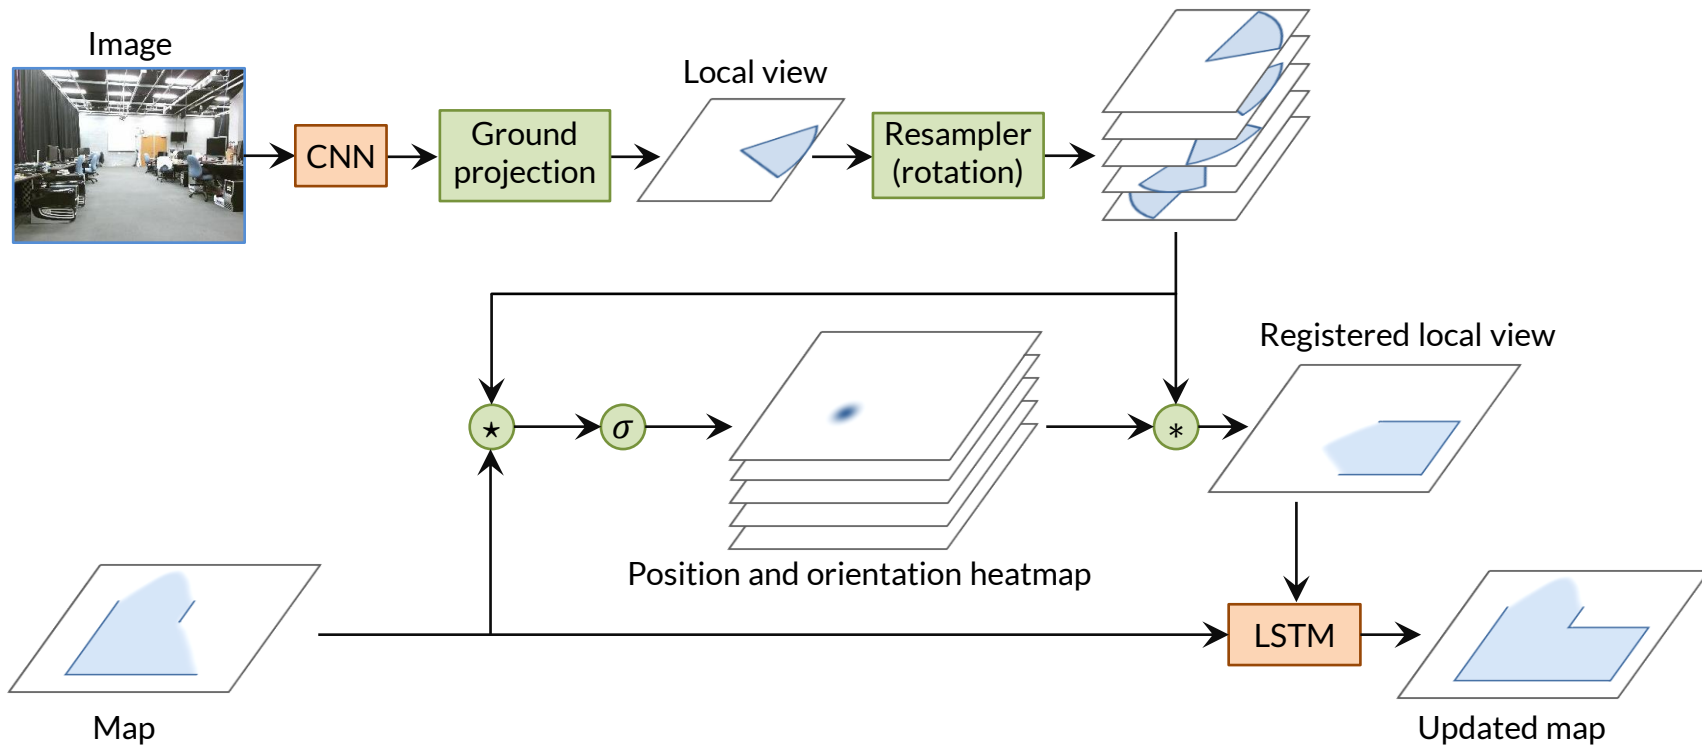 Image
CNN
Ground
projection
Local view
Resampler
(rotation)
⋆
σ
Position and orientation heatmap
∗
Registered local view
Map
LSTM
Updated map